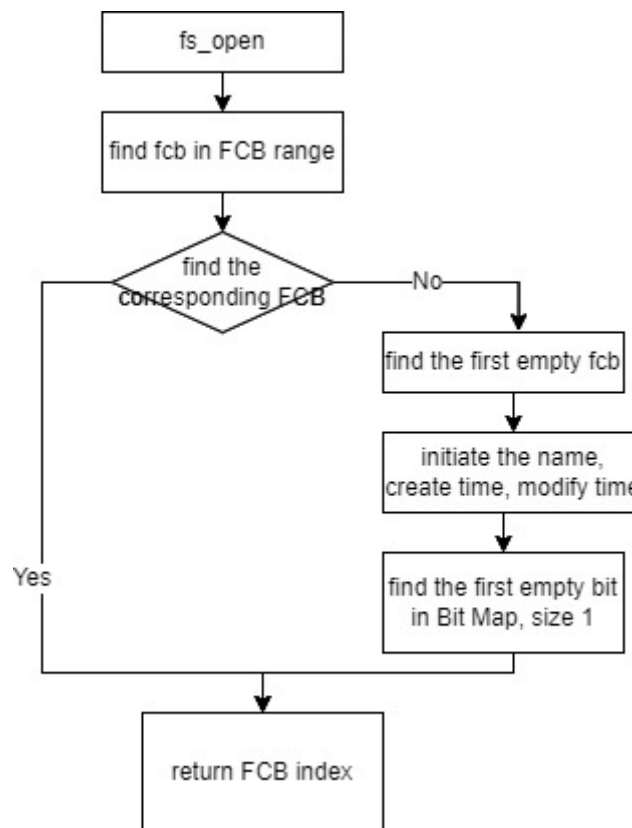 fs_open
find fcb in FCB range
find the
corresponding FCB
No
find the first empty fcb
initiate the name,
create time, modify time
Yes
find the first empty bit
in Bit Map, size 1
return FCB index